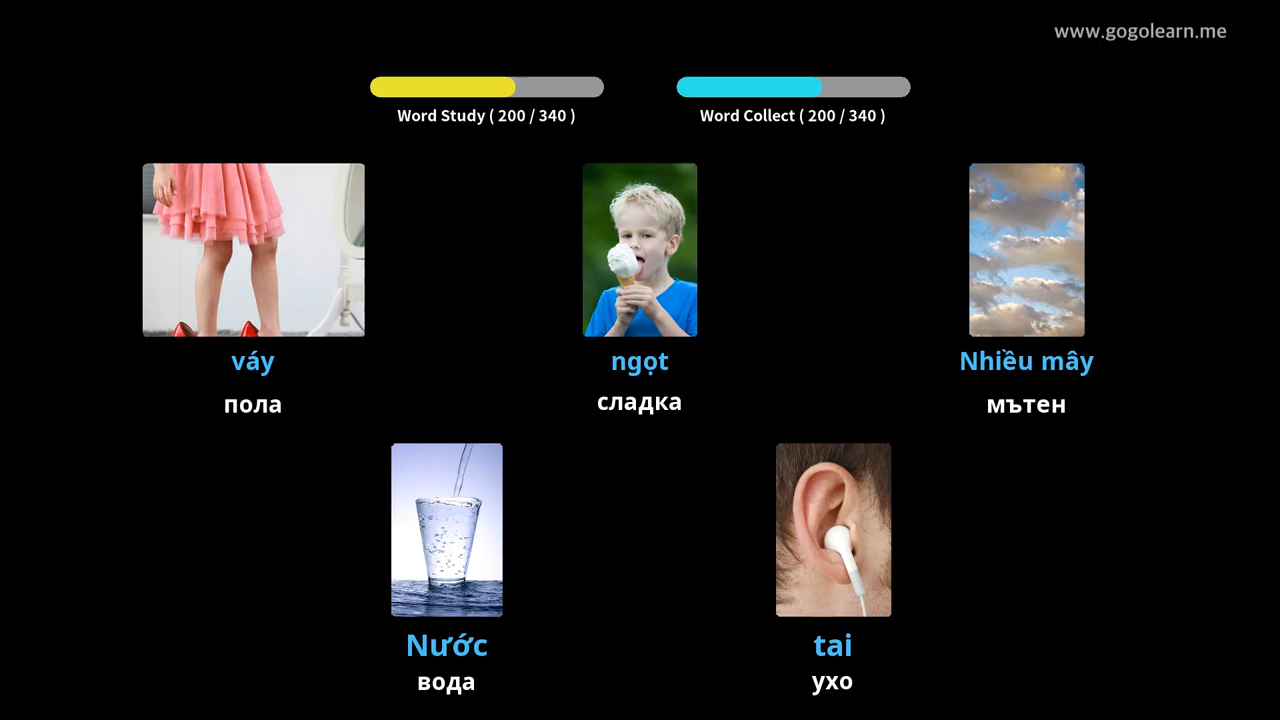 www.gogolearn.me
Word Study ( 200 / 340 )
Word Collect ( 200 / 340 )
váy
пола
ngọt
сладка
Nhiều mây
мътен
Nước
вода
tai
ухо